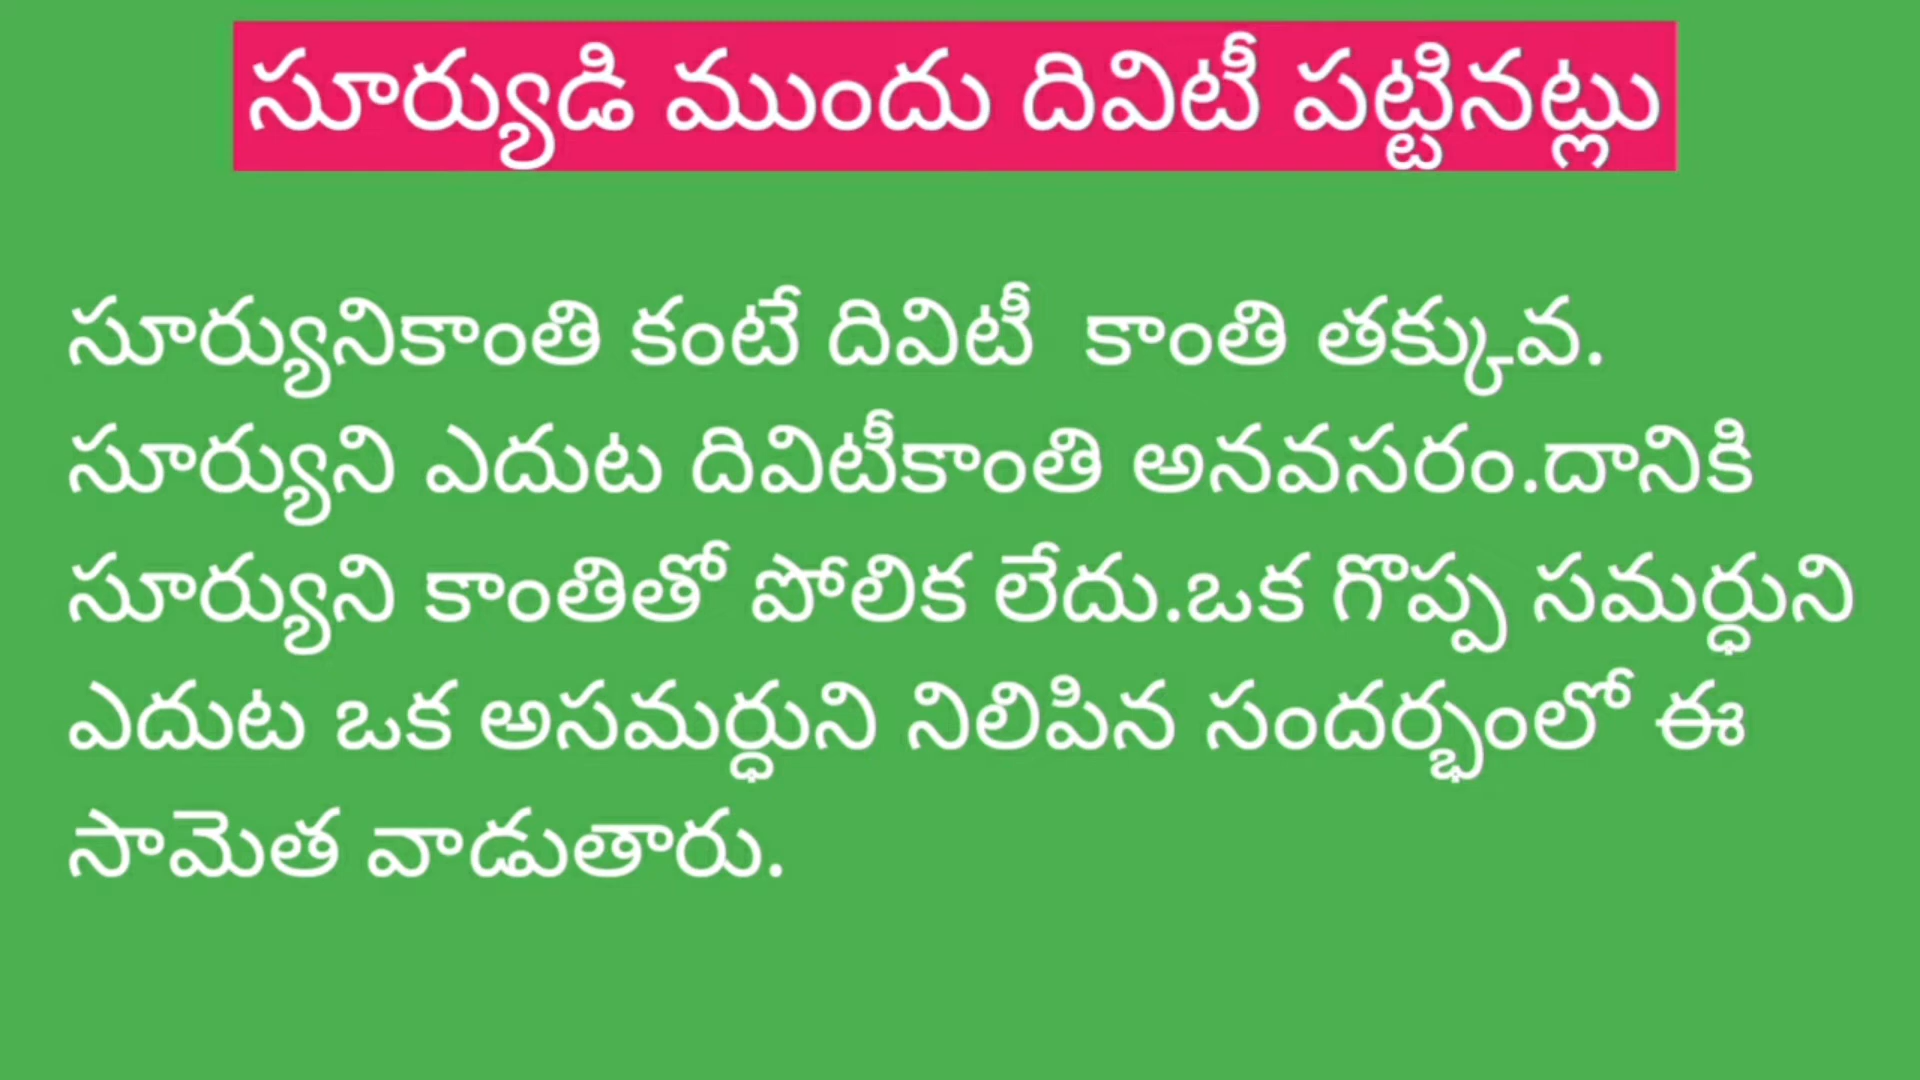 సూర్యుడి ముందు దివిటీ పట్టినట్లు
సూర్యునికాంతి కంటే దివిటీ  కాంతి తక్కువ.
సూర్యుని ఎదుట దివిటీకాంతి అనవసరం.దానికి
సూర్యుని కాంతితో పోలిక లేదు.ఒక గొప్ప సమర్ధుని
ఎదుట ఒక అసమర్ధుని నిలిపిన సందర్భంలో ఈ
సామెత వాడుతారు.